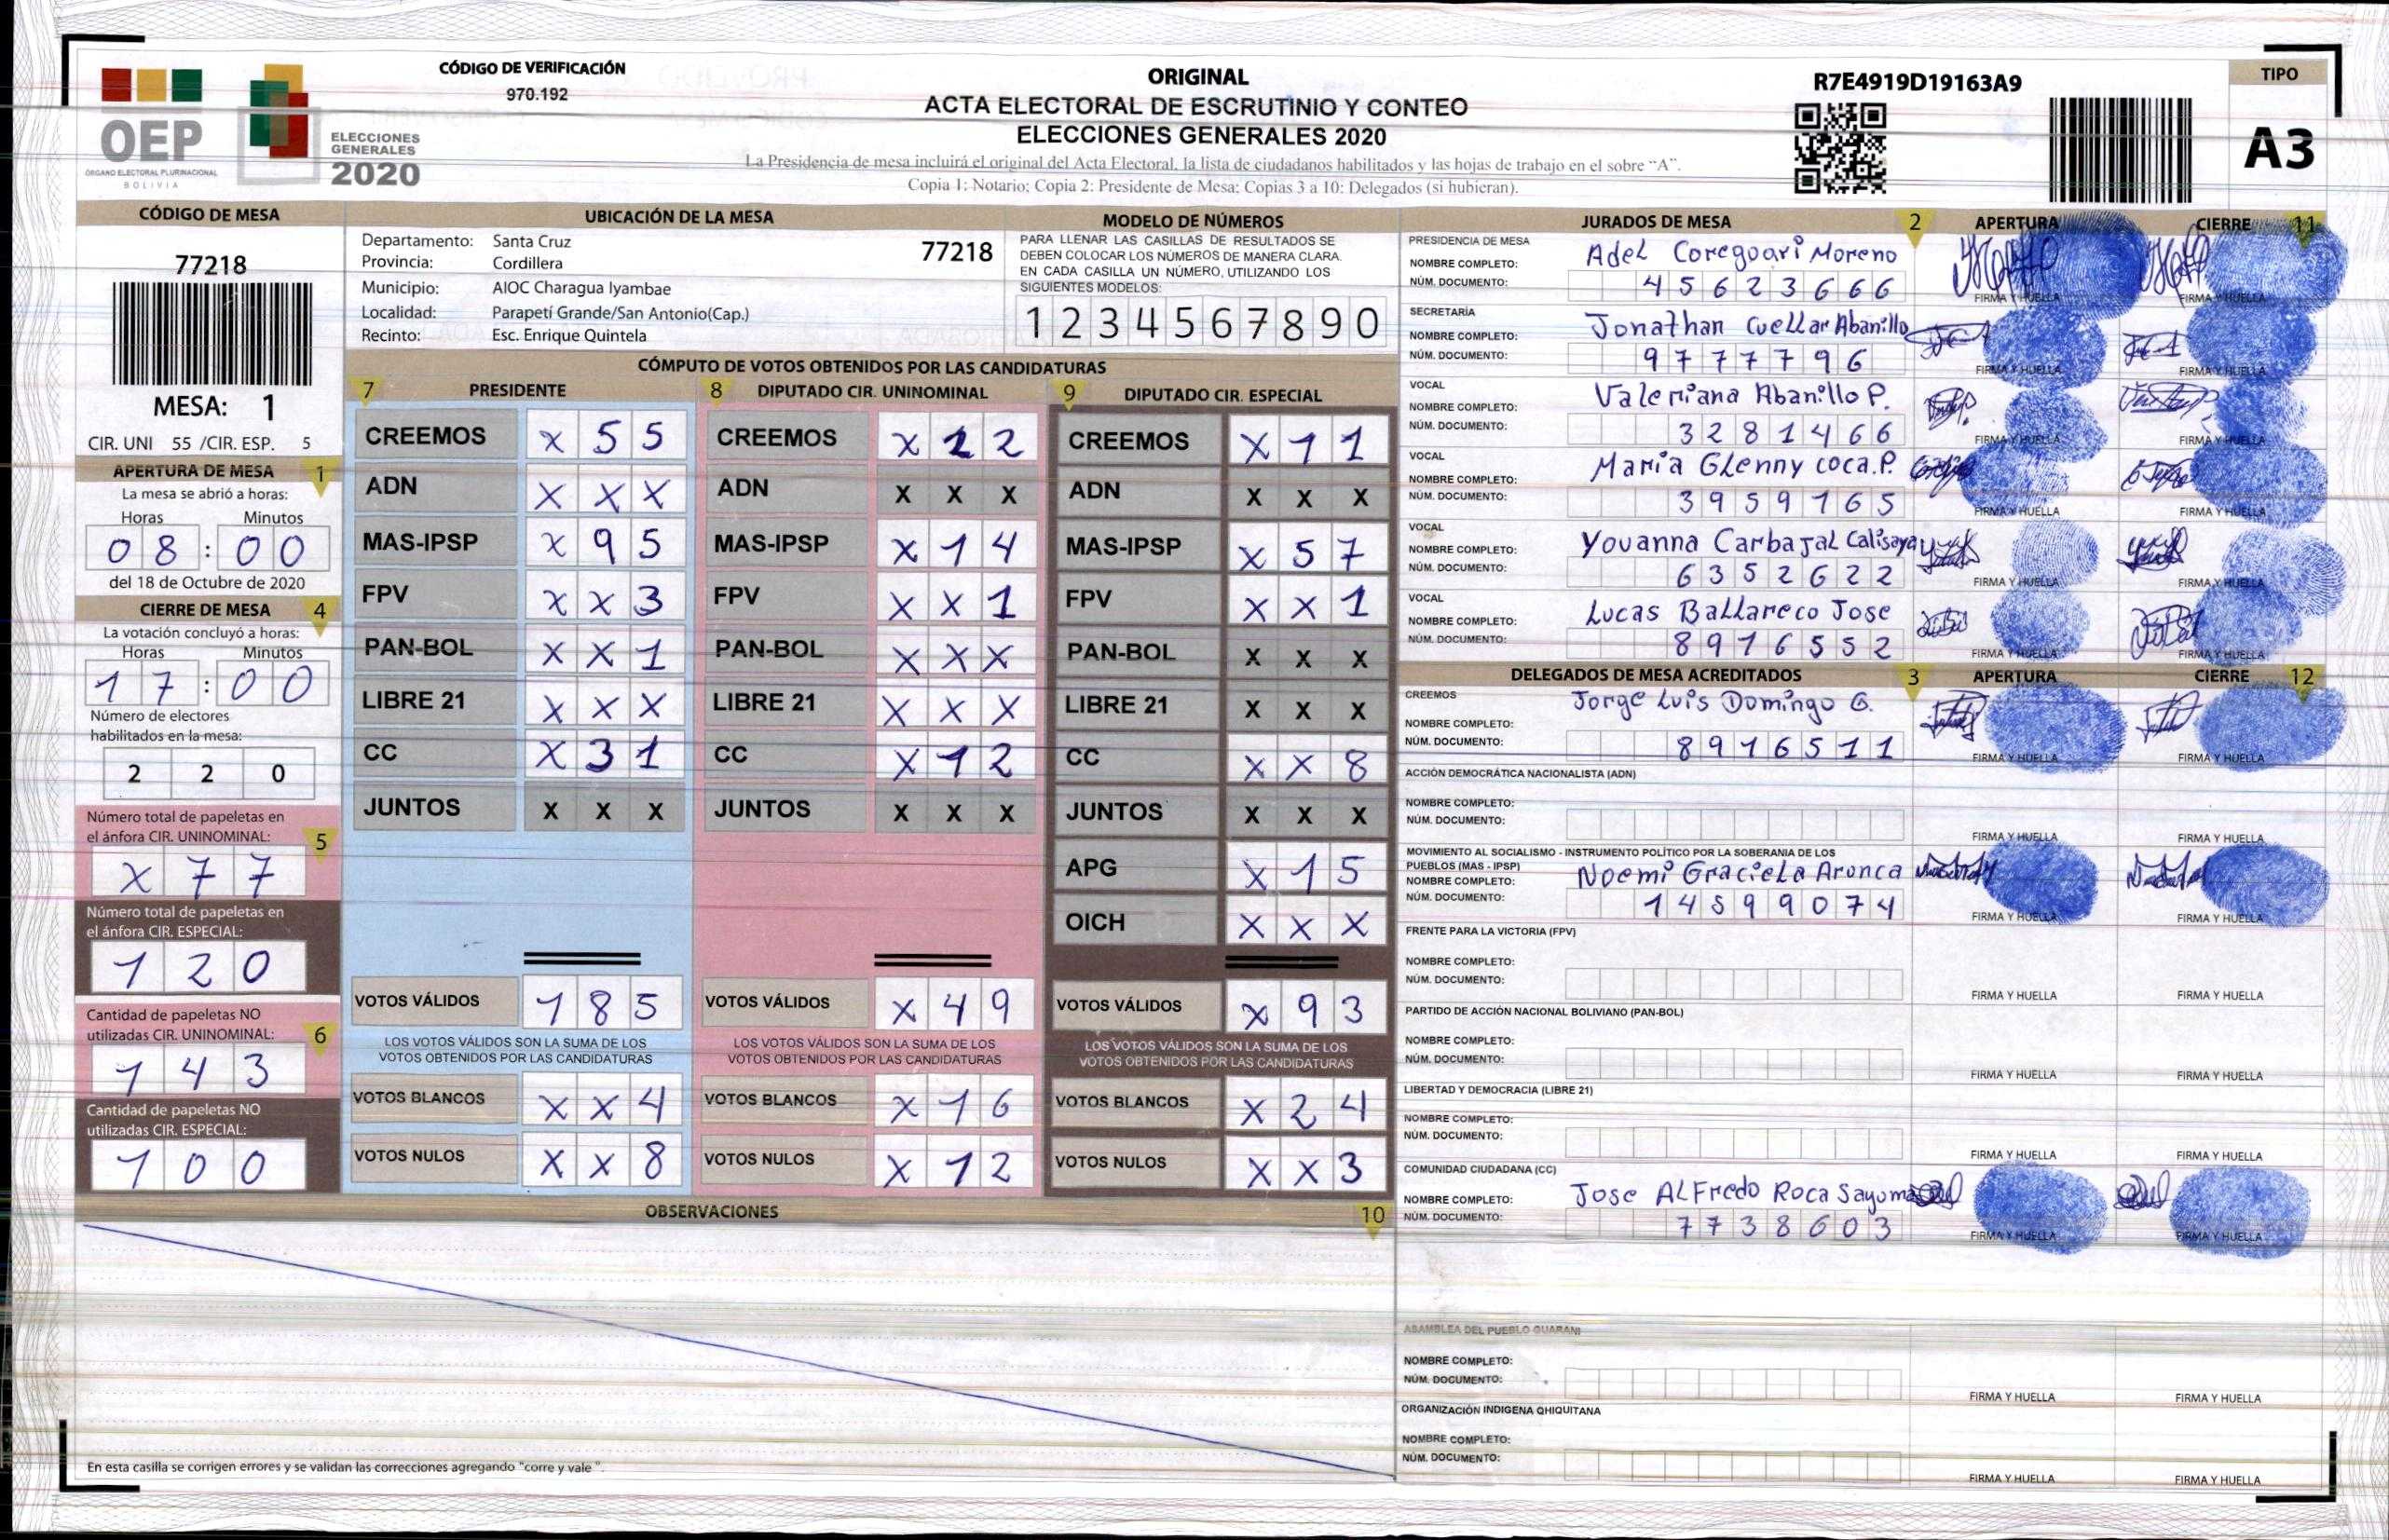 CÓDIGO DE VERIFICACIÓN
970.192
OEP
ÓRGANO ELECTORAL PLURINACIONAL
BOLIVIA
ELECCIONES
GENERALES
2020
ORIGINAL
ACTA ELECTORAL DE ESCRUTINIO Y CONTEO
ELECCIONES GENERALES 2020
La Presidencia de mesa incluirá el original del Acta Electoral, la lista de ciudadanos habilitados y las hojas de trabajo en el sobre "A".
Copia 1: Notario; Copia 2: Presidente de Mesa; Copias 3 a 10: Delegados (si hubieran).
R7E4919D19163A9
TIPO
A3
CÓDIGO DE MESA
77218
MESA: 1
CIR. UNI 55 /CIR. ESP. 5
APERTURA DE MESA 1
La mesa se abrió a horas:
Horas Minutos
0 8 : 0 0
del 18 de Octubre de 2020
CIERRE DE MESA 4
La votación concluyó a horas:
Horas Minutos
1 7 : 0 0
Número de electores
habilitados en la mesa:
2 2 0
Número total de papeletas en
el ánfora CIR. UNINOMINAL: 5
X 7 7
Número total de papeletas en
el ánfora CIR. ESPECIAL:
1 2 0
Cantidad de papeletas NO
utilizadas CIR. UNINOMINAL: 6
1 4 3
Cantidad de papeletas NO
utilizadas CIR. ESPECIAL:
1 0 0
UBICACIÓN DE LA MESA
Departamento: Santa Cruz 77218
Provincia: Cordillera
Municipio: AIOC Charagua Iyambae
Localidad: Parapetí Grande/San Antonio(Cap.)
Recinto: Esc. Enrique Quintela
MODELO DE NÚMEROS
PARA LLENAR LAS CASILLAS DE RESULTADOS SE
DEBEN COLOCAR LOS NÚMEROS DE MANERA CLARA.
EN CADA CASILLA UN NÚMERO, UTILIZANDO LOS
SIGUIENTES MODELOS:
1 2 3 4 5 6 7 8 9 0
CÓMPUTO DE VOTOS OBTENIDOS POR LAS CANDIDATURAS
7 PRESIDENTE
CREEMOS X 5 5
ADN X X X
MAS-IPSP X 9 5
FPV X X 3
PAN-BOL X X 1
LIBRE 21 X X X
CC X 3 1
JUNTOS X X X
VOTOS VÁLIDOS 1 8 5
LOS VOTOS VÁLIDOS SON LA SUMA DE LOS
VOTOS OBTENIDOS POR LAS CANDIDATURAS
VOTOS BLANCOS X X 4
VOTOS NULOS X X 8
8 DIPUTADO CIR. UNINOMINAL
CREEMOS X 2 2
ADN X X X
MAS-IPSP X 1 4
FPV X X 1
PAN-BOL X X X
LIBRE 21 X X X
CC X 1 2
JUNTOS X X X
VOTOS VÁLIDOS X 4 9
LOS VOTOS VÁLIDOS SON LA SUMA DE LOS
VOTOS OBTENIDOS POR LAS CANDIDATURAS
VOTOS BLANCOS X 1 6
VOTOS NULOS X 1 2
9 DIPUTADO CIR. ESPECIAL
CREEMOS X 1 1
ADN X X X
MAS-IPSP X 5 7
FPV X X 1
PAN-BOL X X X
LIBRE 21 X X X
CC X X 8
JUNTOS X X X
APG X 1 5
OICH X X X
VOTOS VÁLIDOS X 9 3
LOS VOTOS VÁLIDOS SON LA SUMA DE LOS
VOTOS OBTENIDOS POR LAS CANDIDATURAS
VOTOS BLANCOS X 2 4
VOTOS NULOS X X 3
OBSERVACIONES 10
En esta casilla se corrigen errores y se validan las correcciones agregando "corre y vale".
JURADOS DE MESA 2 APERTURA CIERRE 11
PRESIDENCIA DE MESA
NOMBRE COMPLETO: Adel Coreguari Moreno
NÚM. DOCUMENTO: 4 5 6 2 3 6 6 6
FIRMA Y HUELLA FIRMA Y HUELLA
SECRETARÍA
NOMBRE COMPLETO: Jonathan Cuellar Abanillo
NÚM. DOCUMENTO: 9 7 7 7 7 9 6
FIRMA Y HUELLA FIRMA Y HUELLA
VOCAL
NOMBRE COMPLETO: Valeriana Abanillo P.
NÚM. DOCUMENTO: 3 2 8 1 4 6 6
FIRMA Y HUELLA FIRMA Y HUELLA
VOCAL
NOMBRE COMPLETO: Maria Glenny coca.P.
NÚM. DOCUMENTO: 3 9 5 9 1 6 5
FIRMA Y HUELLA FIRMA Y HUELLA
VOCAL
NOMBRE COMPLETO: Yovanna Carbajal Calisaya
NÚM. DOCUMENTO: 6 3 5 2 6 2 2
FIRMA Y HUELLA FIRMA Y HUELLA
VOCAL
NOMBRE COMPLETO: Lucas Ballareco Jose
NÚM. DOCUMENTO: 8 9 1 6 5 5 2
FIRMA Y HUELLA FIRMA Y HUELLA
DELEGADOS DE MESA ACREDITADOS 3 APERTURA CIERRE 12
CREEMOS
NOMBRE COMPLETO: Jorge Luis Domingo G.
NÚM. DOCUMENTO: 8 9 1 6 5 1 1
FIRMA Y HUELLA FIRMA Y HUELLA
ACCIÓN DEMOCRÁTICA NACIONALISTA (ADN)
NOMBRE COMPLETO:
NÚM. DOCUMENTO:
FIRMA Y HUELLA FIRMA Y HUELLA
MOVIMIENTO AL SOCIALISMO - INSTRUMENTO POLÍTICO POR LA SOBERANIA DE LOS
PUEBLOS (MAS - IPSP)
NOMBRE COMPLETO: Noemi Graciela Aronca
NÚM. DOCUMENTO: 1 4 5 9 9 0 7 4
FIRMA Y HUELLA FIRMA Y HUELLA
FRENTE PARA LA VICTORIA (FPV)
NOMBRE COMPLETO:
NÚM. DOCUMENTO:
FIRMA Y HUELLA FIRMA Y HUELLA
PARTIDO DE ACCIÓN NACIONAL BOLIVIANO (PAN-BOL)
NOMBRE COMPLETO:
NÚM. DOCUMENTO:
FIRMA Y HUELLA FIRMA Y HUELLA
LIBERTAD Y DEMOCRACIA (LIBRE 21)
NOMBRE COMPLETO:
NÚM. DOCUMENTO:
FIRMA Y HUELLA FIRMA Y HUELLA
COMUNIDAD CIUDADANA (CC)
NOMBRE COMPLETO: Jose Alfredo Roca
NÚM. DOCUMENTO: 7 7 3 8 6 0 3
FIRMA Y HUELLA FIRMA Y HUELLA
ASAMBLEA DEL PUEBLO GUARANI
NOMBRE COMPLETO:
NÚM. DOCUMENTO:
FIRMA Y HUELLA FIRMA Y HUELLA
ORGANIZACIÓN INDIGENA QHIQUITANA
NOMBRE COMPLETO:
NÚM. DOCUMENTO:
FIRMA Y HUELLA FIRMA Y HUELLA